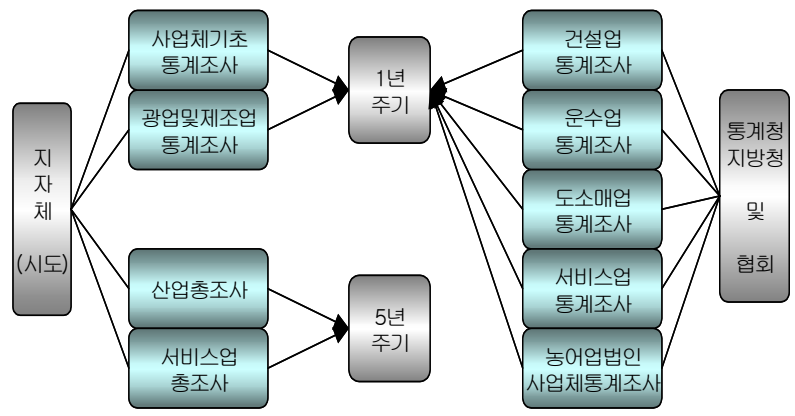 지
자
체
(시도)
사업체기초
통계조사
광업및제조업
통계조사
산업총조사
서비스업
총조사
1년
주기
5년
주기
건설업
통계조사
운수업
통계조사
도소매업
통계조사
서비스업
통계조사
농어업법인
사업체통계조사
통계청
지방청
및
협회